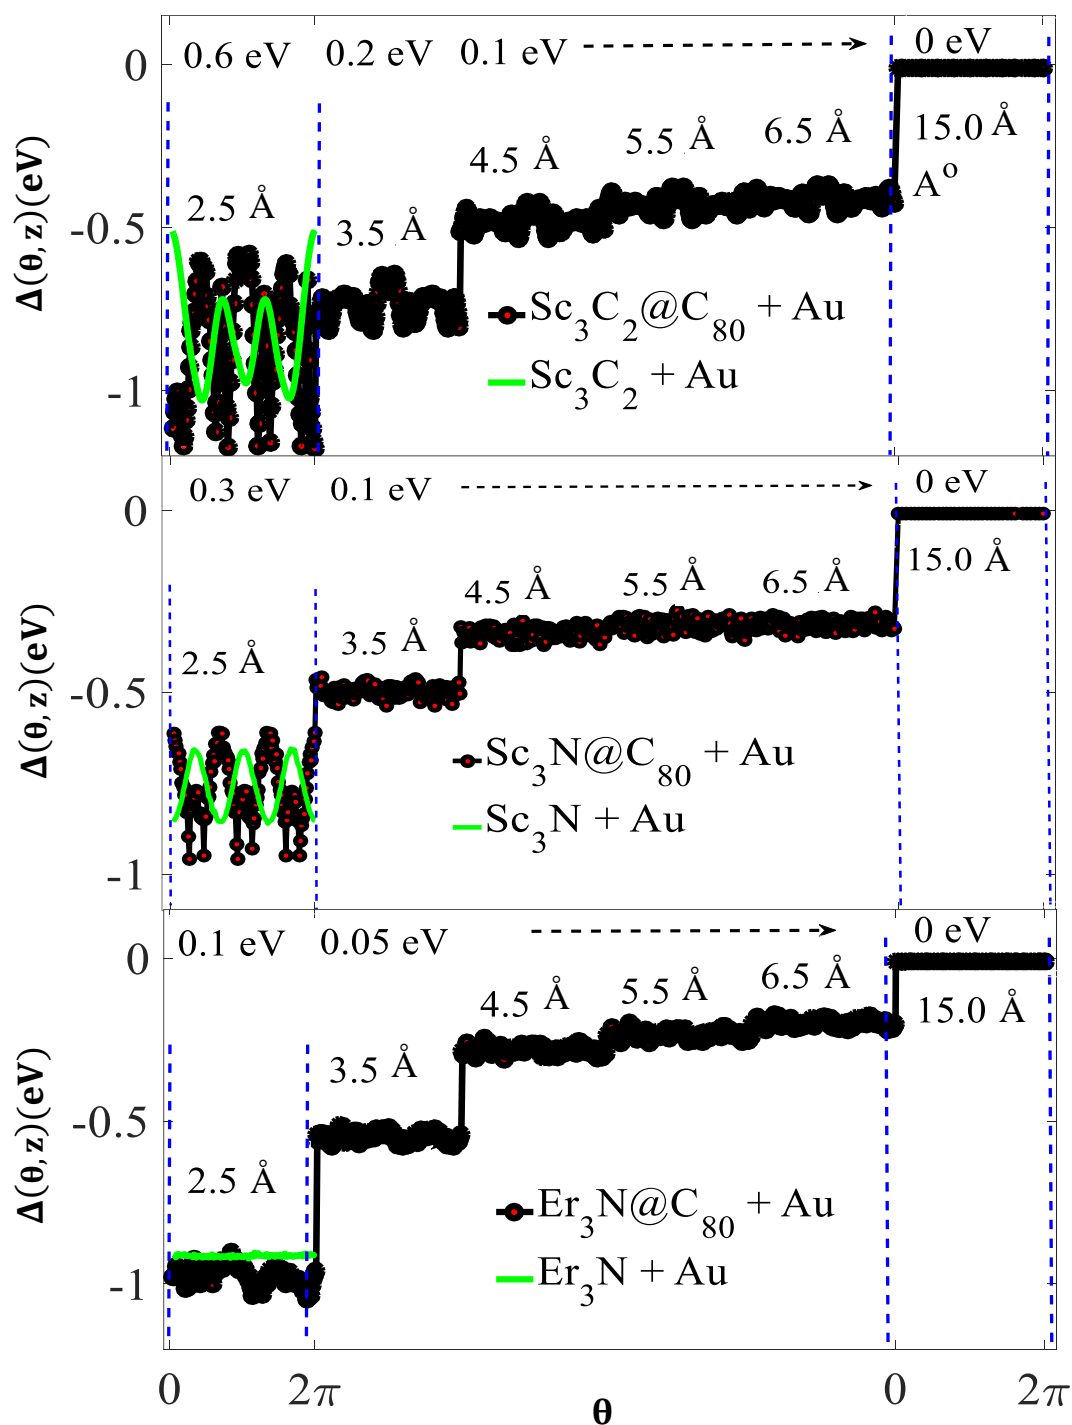 0.6 eV 0.2 eV 0.1 eV 0 eV
0
4.5 Å 5.5 Å 6.5 Å 15.0 Å
A°
2.5 Å 3.5 Å
-0.5
Δ(θ,z)(eV)
Sc₃C₂@C₈₀ + Au
Sc₃C₂ + Au
-1
0.3 eV 0.1 eV 0 eV
0
4.5 Å 5.5 Å 6.5 Å 15.0 Å
2.5 Å 3.5 Å
-0.5
Δ(θ,z)(eV)
Sc₃N@C₈₀ + Au
Sc₃N + Au
-1
0.1 eV 0.05 eV 0 eV
0
4.5 Å 5.5 Å 6.5 Å 15.0 Å
3.5 Å
-0.5
Δ(θ,z)(eV)
2.5 Å
Er₃N@C₈₀ + Au
Er₃N + Au
-1
0 2π 0 2π
θ